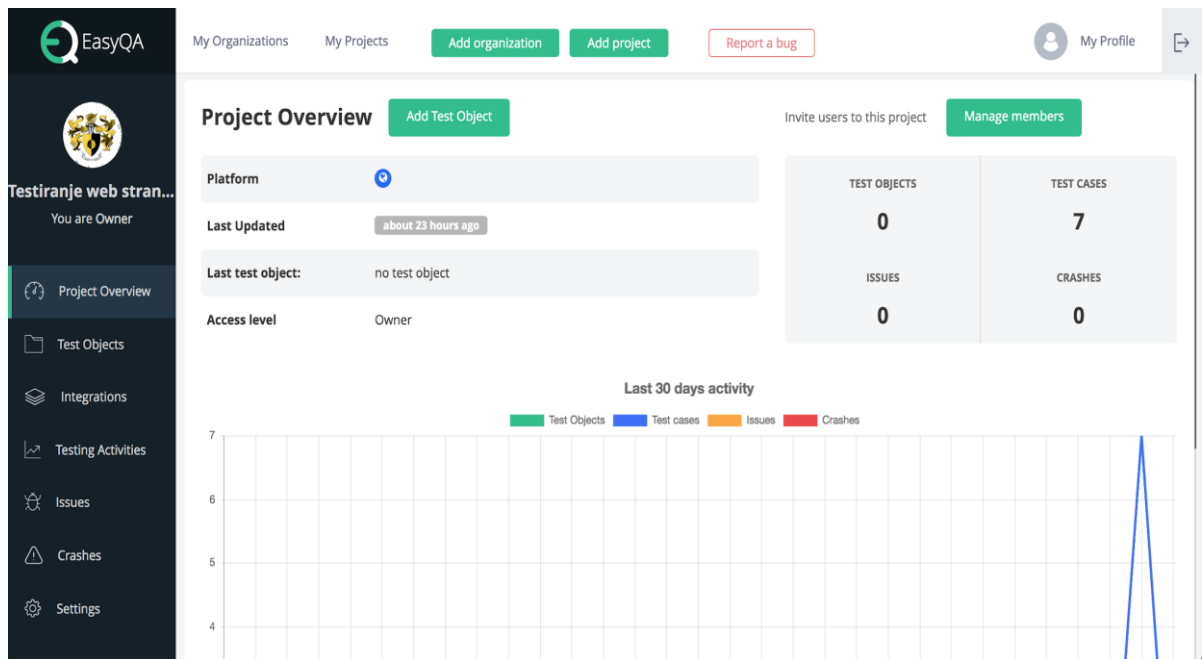 EasyQA
My Organizations My Projects Add organization Add project Report a bug My Profile
Testiranje web stran...
You are Owner
Project Overview
Test Objects
Integrations
Testing Activities
Issues
Crashes
Settings
Project Overview Add Test Object Invite users to this project Manage members
Platform
Last Updated about 23 hours ago
Last test object: no test object
Access level Owner
TEST OBJECTS TEST CASES
0 7
ISSUES CRASHES
0 0
Last 30 days activity
Test Objects Test cases Issues Crashes
7
6
5
4